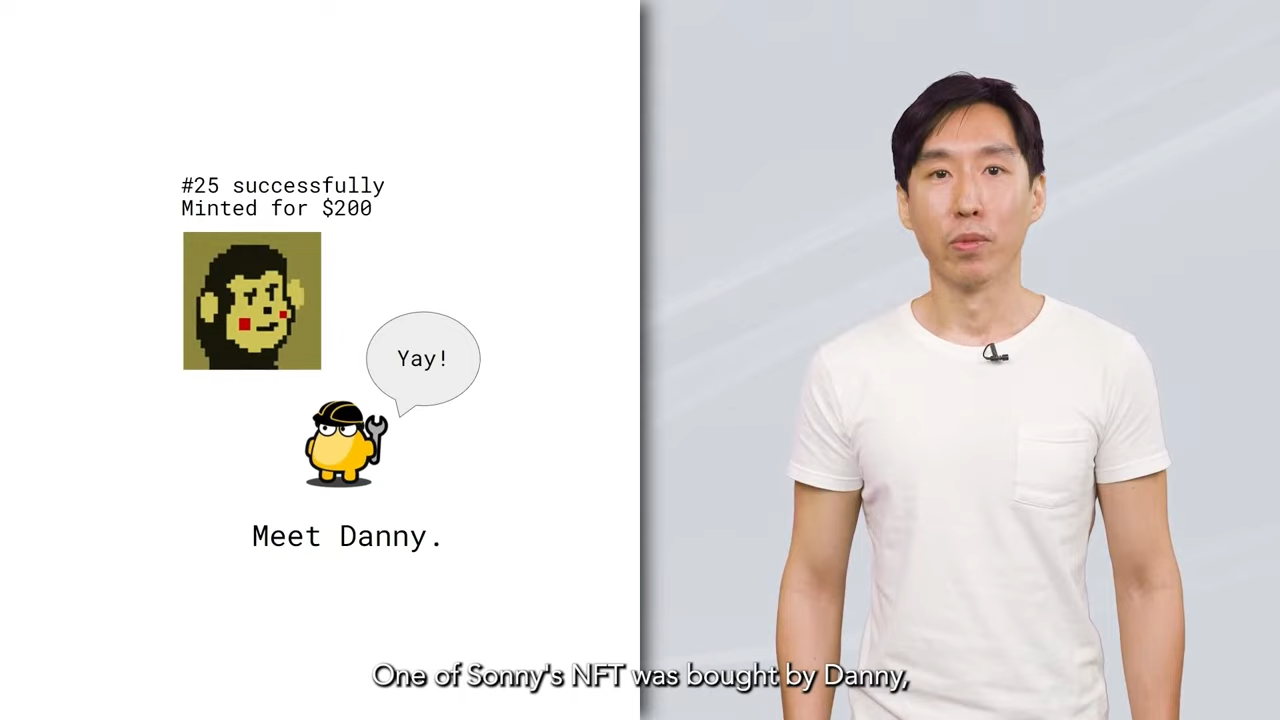 #25 successfully
Minted for $200
Yay!
Meet Danny.
One of Sonny's NFT was bought by Danny,